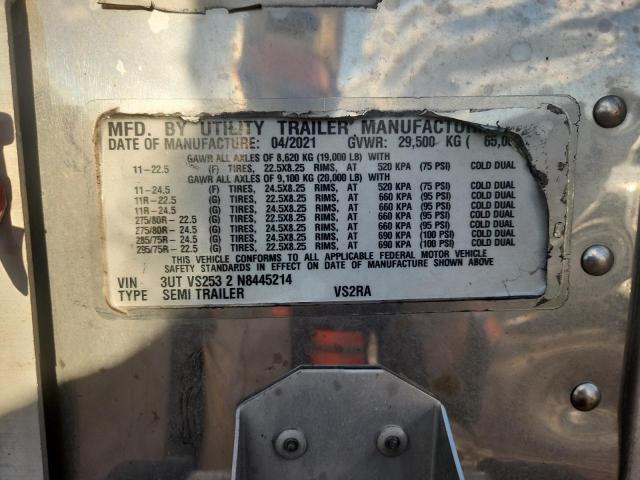 MFD. BY UTILITY TRAILER MANUFACTURI
DATE OF MANUFACTURE: 04/2021 GVWR: 29,500 KG ( 65,0
GAWR ALL AXLES OF 8,620 KG (19,000 LB) WITH
11-22.5 (F) TIRES, 22.5X8.25 RIMS, AT 520 KPA (75 PSI) COLD DUAL
GAWR ALL AXLES OF 9,100 KG (20,000 LB) WITH
11-24.5 (F) TIRES, 24.5X8.25 RIMS, AT 520 KPA (75 PSI) COLD DUAL
11R-22.5 (G) TIRES, 22.5X8.25 RIMS, AT 660 KPA (95 PSI) COLD DUAL
11R-24.5 (G) TIRES, 24.5X8.25 RIMS, AT 660 KPA (95 PSI) COLD DUAL
275/80R-22.5 (G) TIRES, 22.5X8.25 RIMS, AT 660 KPA (95 PSI) COLD DUAL
275/80R-24.5 (G) TIRES, 24.5X8.25 RIMS, AT 660 KPA (95 PSI) COLD DUAL
285/75R-24.5 (G) TIRES, 24.5X8.25 RIMS, AT 690 KPA (100 PSI) COLD DUAL
295/75R-22.5 (G) TIRES, 22.5X8.25 RIMS, AT 690 KPA (100 PSI) COLD DUAL
THIS VEHICLE CONFORMS TO ALL APPLICABLE FEDERAL MOTOR VEHICLE
SAFETY STANDARDS IN EFFECT ON DATE OF MANUFACTURE SHOWN ABOVE
VIN 3UT VS253 2 N8445214
TYPE SEMI TRAILER VS2RA